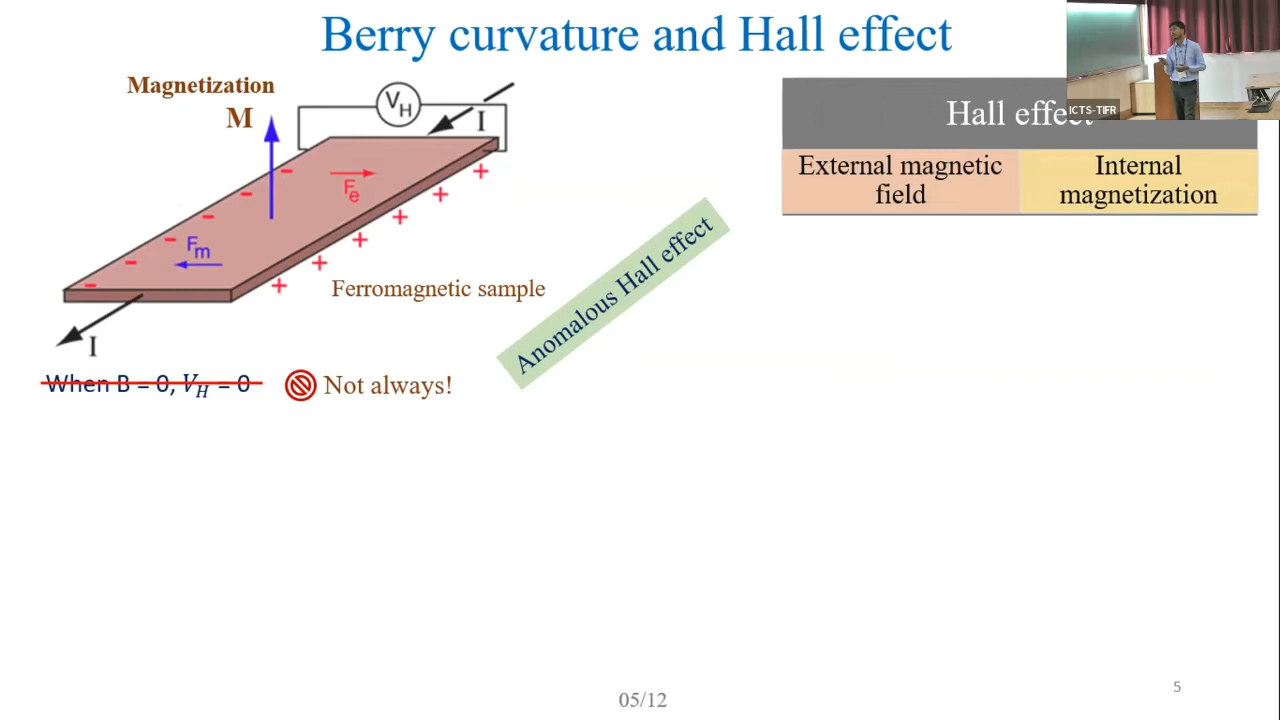 Berry curvature and Hall effect
ICTS-TIFR
Magnetization
M
V_H
I
F_e
F_m
Ferromagnetic sample
I
When B = 0, V_H = 0
Not always!
Anomalous Hall effect
Hall effect
External magnetic
field
Internal
magnetization
05/12
5